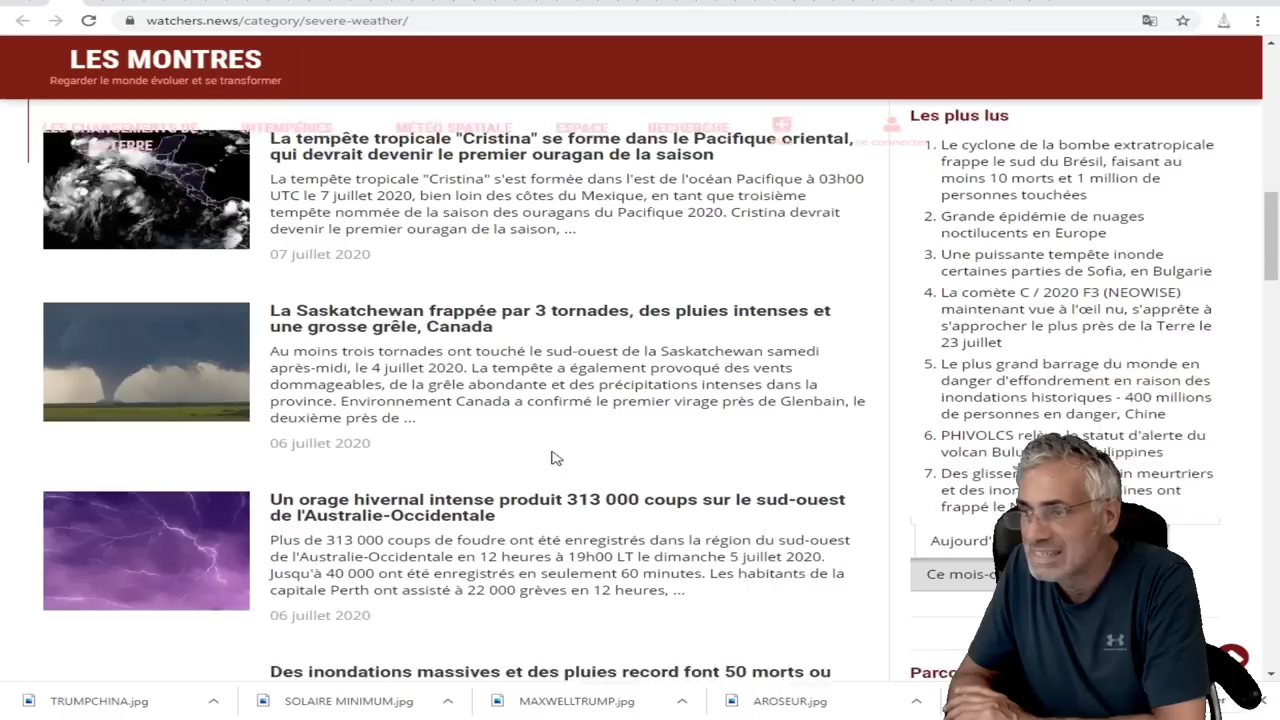 watchers.news/category/severe-weather/
LES MONTRES
Regarder le monde évoluer et se transformer
LES CHANGEMENTS DE
TERRE
INTEMPÉRIES
MÉTÉO SPATIALE
ESPACE
RECHERCHE
La tempête tropicale "Cristina" se forme dans le Pacifique oriental,
qui devrait devenir le premier ouragan de la saison
La tempête tropicale "Cristina" s'est formée dans l'est de l'océan Pacifique à 03h00
UTC le 7 juillet 2020, bien loin des côtes du Mexique, en tant que troisième
tempête nommée de la saison des ouragans du Pacifique 2020. Cristina devrait
devenir le premier ouragan de la saison, ...
07 juillet 2020
La Saskatchewan frappée par 3 tornades, des pluies intenses et
une grosse grêle, Canada
Au moins trois tornades ont touché le sud-ouest de la Saskatchewan samedi
après-midi, le 4 juillet 2020. La tempête a également provoqué des vents
dommageables, de la grêle abondante et des précipitations intenses dans la
province. Environnement Canada a confirmé le premier virage près de Glenbain, le
deuxième près de ...
06 juillet 2020
Un orage hivernal intense produit 313 000 coups sur le sud-ouest
de l'Australie-Occidentale
Plus de 313 000 coups de foudre ont été enregistrés dans la région du sud-ouest
de l'Australie-Occidentale en 12 heures à 19h00 LT le dimanche 5 juillet 2020.
Jusqu'à 40 000 ont été enregistrés en seulement 60 minutes. Les habitants de la
capitale Perth ont assisté à 22 000 grèves en 12 heures, ...
06 juillet 2020
Des inondations massives et des pluies record font 50 morts ou
Les plus lus
1. Le cyclone de la bombe extratropicale
frappe le sud du Brésil, faisant au
moins 10 morts et 1 million de
personnes touchées
2. Grande épidémie de nuages
noctilucents en Europe
3. Une puissante tempête inonde
certaines parties de Sofia, en Bulgarie
4. La comète C / 2020 F3 (NEOWISE)
maintenant vue à l'œil nu, s'apprête à
s'approcher le plus près de la Terre le
23 juillet
5. Le plus grand barrage du monde en
danger d'effondrement en raison des
inondations historiques - 400 millions
de personnes en danger, Chine
6. PHIVOLCS relève le statut d'alerte du
volcan
7. Des
et des
ont
frappé le
Aujourd'
Ce mois-
TRUMPCHINA.jpg
SOLAIRE MINIMUM.jpg
MAXWELLTRUMP.jpg
AROSEUR.jpg